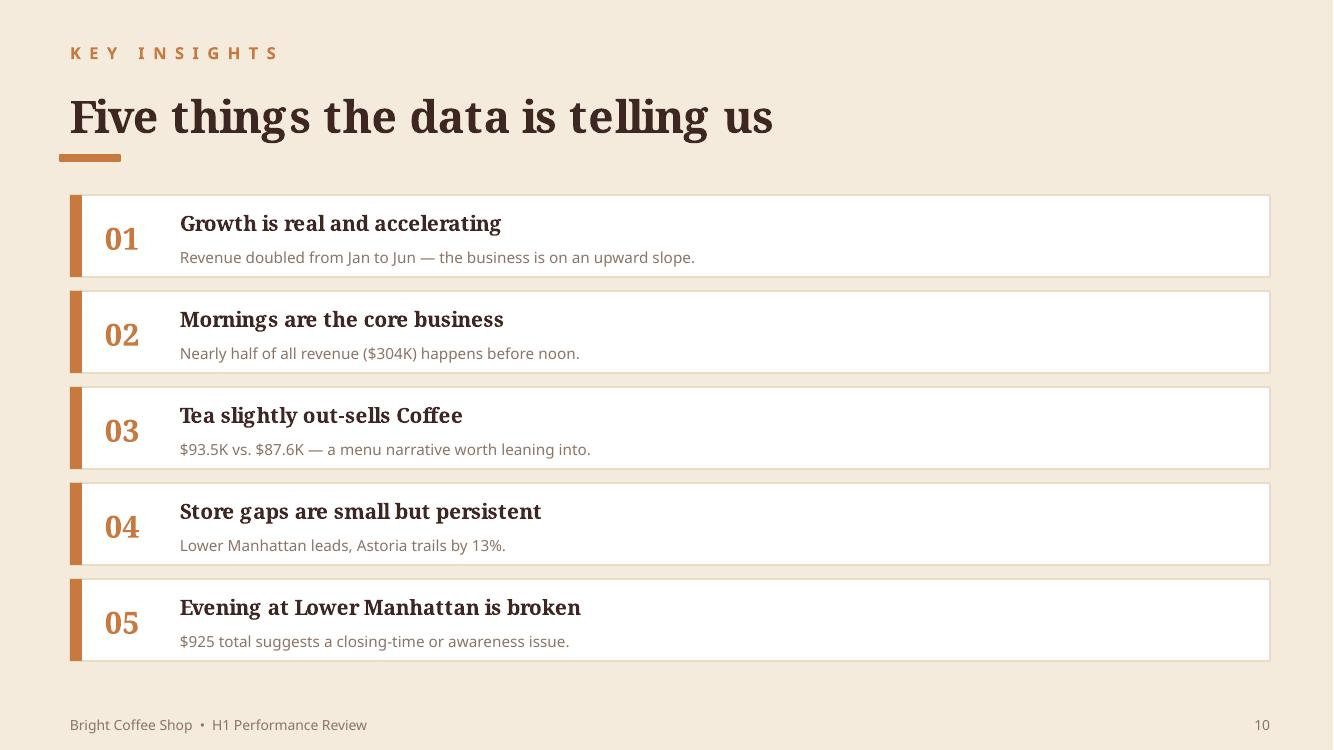 KEY INSIGHTS
Five things the data is telling us
01
Growth is real and accelerating
Revenue doubled from Jan to Jun — the business is on an upward slope.
02
Mornings are the core business
Nearly half of all revenue ($304K) happens before noon.
03
Tea slightly out-sells Coffee
$93.5K vs. $87.6K — a menu narrative worth leaning into.
04
Store gaps are small but persistent
Lower Manhattan leads, Astoria trails by 13%.
05
Evening at Lower Manhattan is broken
$925 total suggests a closing-time or awareness issue.
Bright Coffee Shop • H1 Performance Review
10